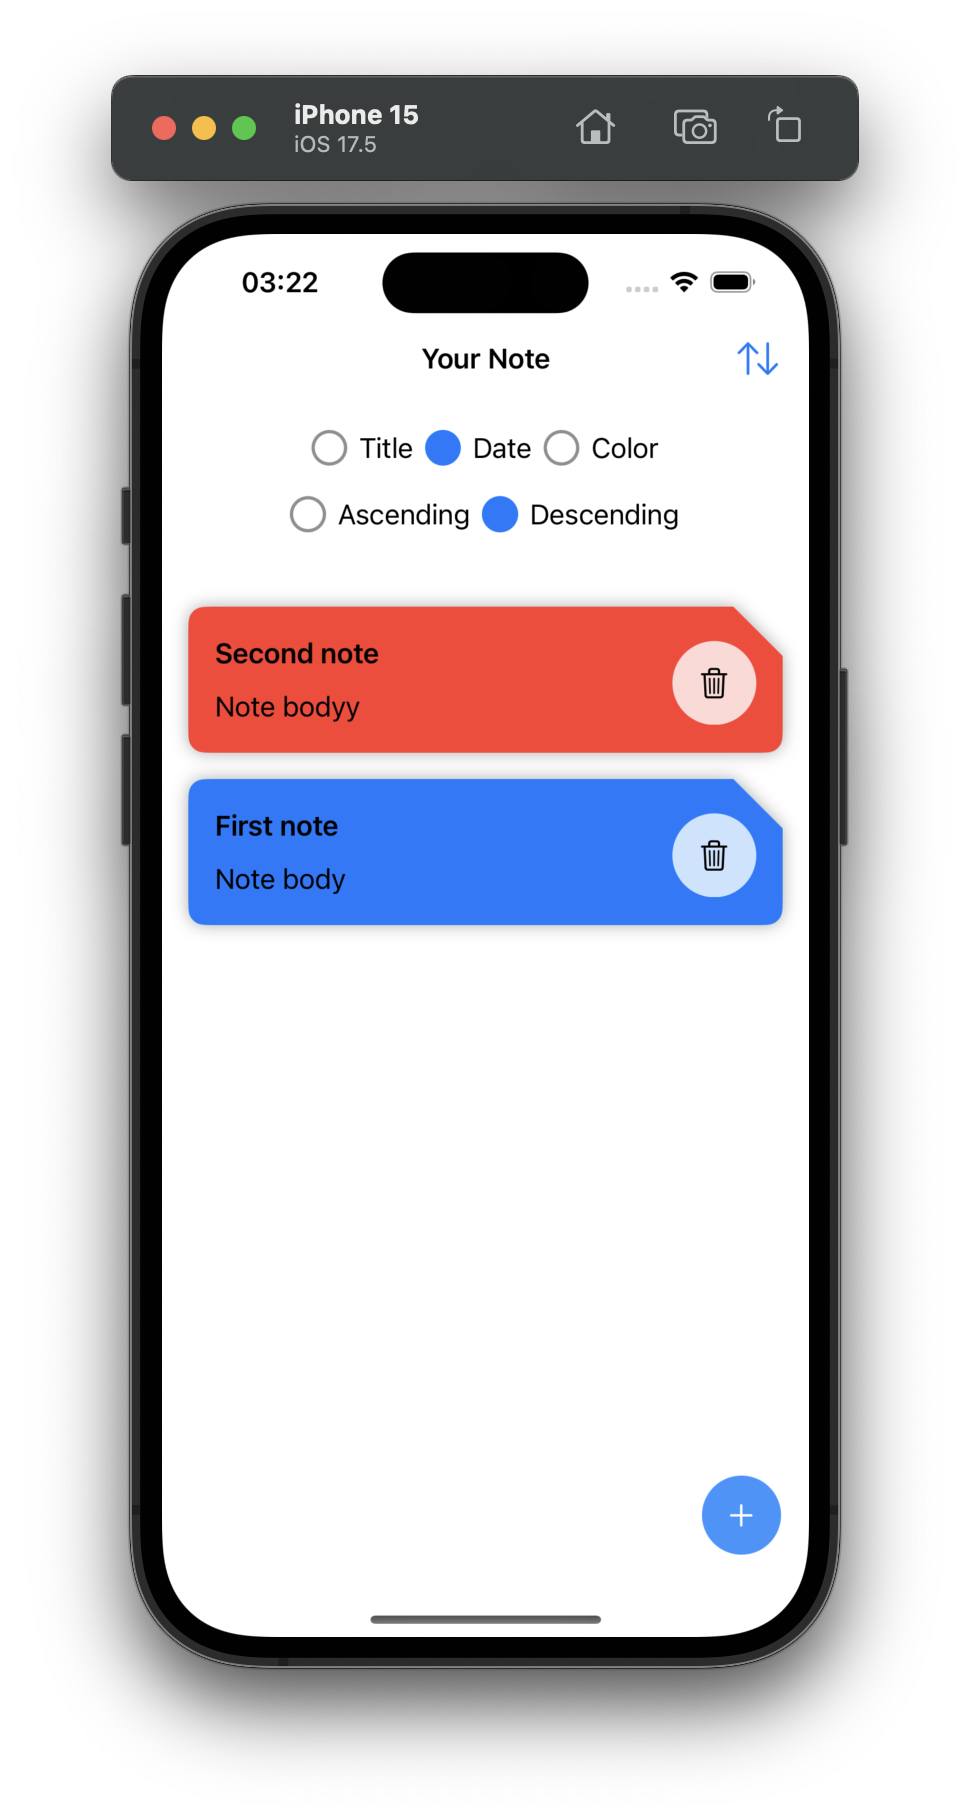 iPhone 15
iOS 17.5
03:22
Your Note
Title Date Color
Ascending Descending
Second note
Note bodyy
First note
Note body